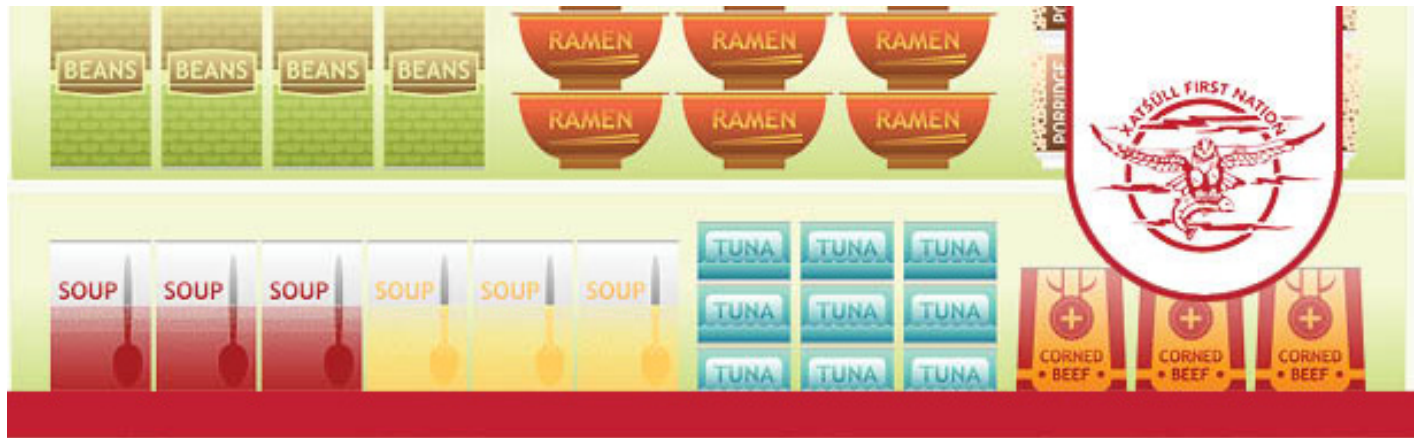 RAMEN RAMEN RAMEN
BEANS BEANS BEANS BEANS
RAMEN RAMEN RAMEN
PORRIDGE
XATŚŪLL FIRST NATION
SOUP SOUP SOUP SOUP SOUP SOUP
TUNA TUNA TUNA
TUNA TUNA TUNA
TUNA TUNA TUNA
CORNED BEEF
CORNED BEEF
CORNED BEEF